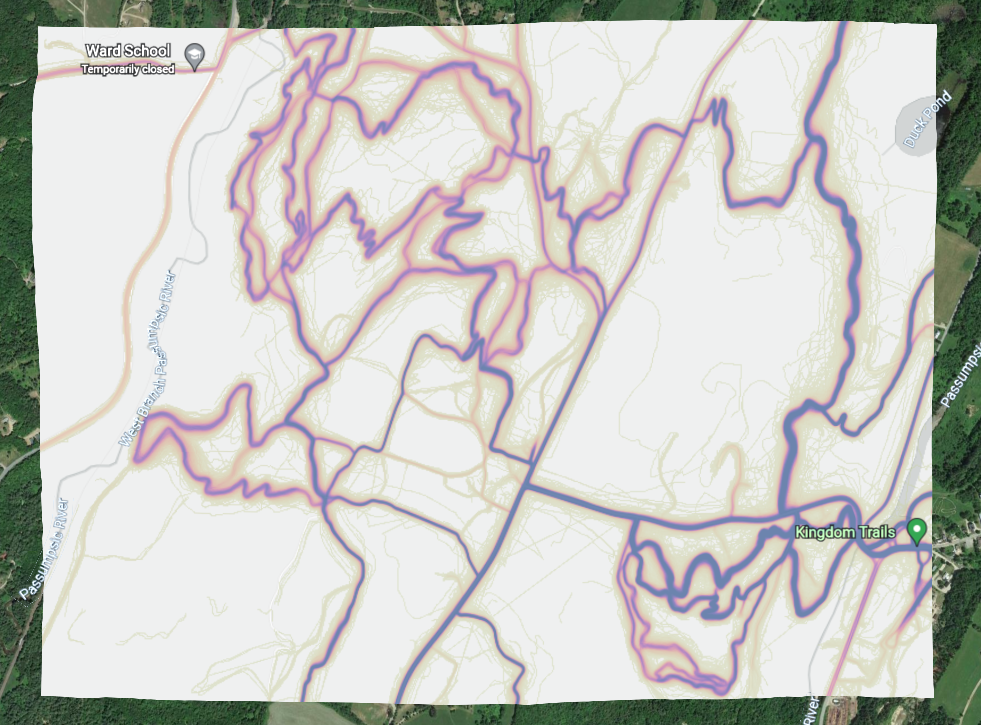 Ward School
Temporarily closed
Duck Pond
West Branch Passumpsic River
Passumpsic
Passumpsic River
Kingdom Trails
River